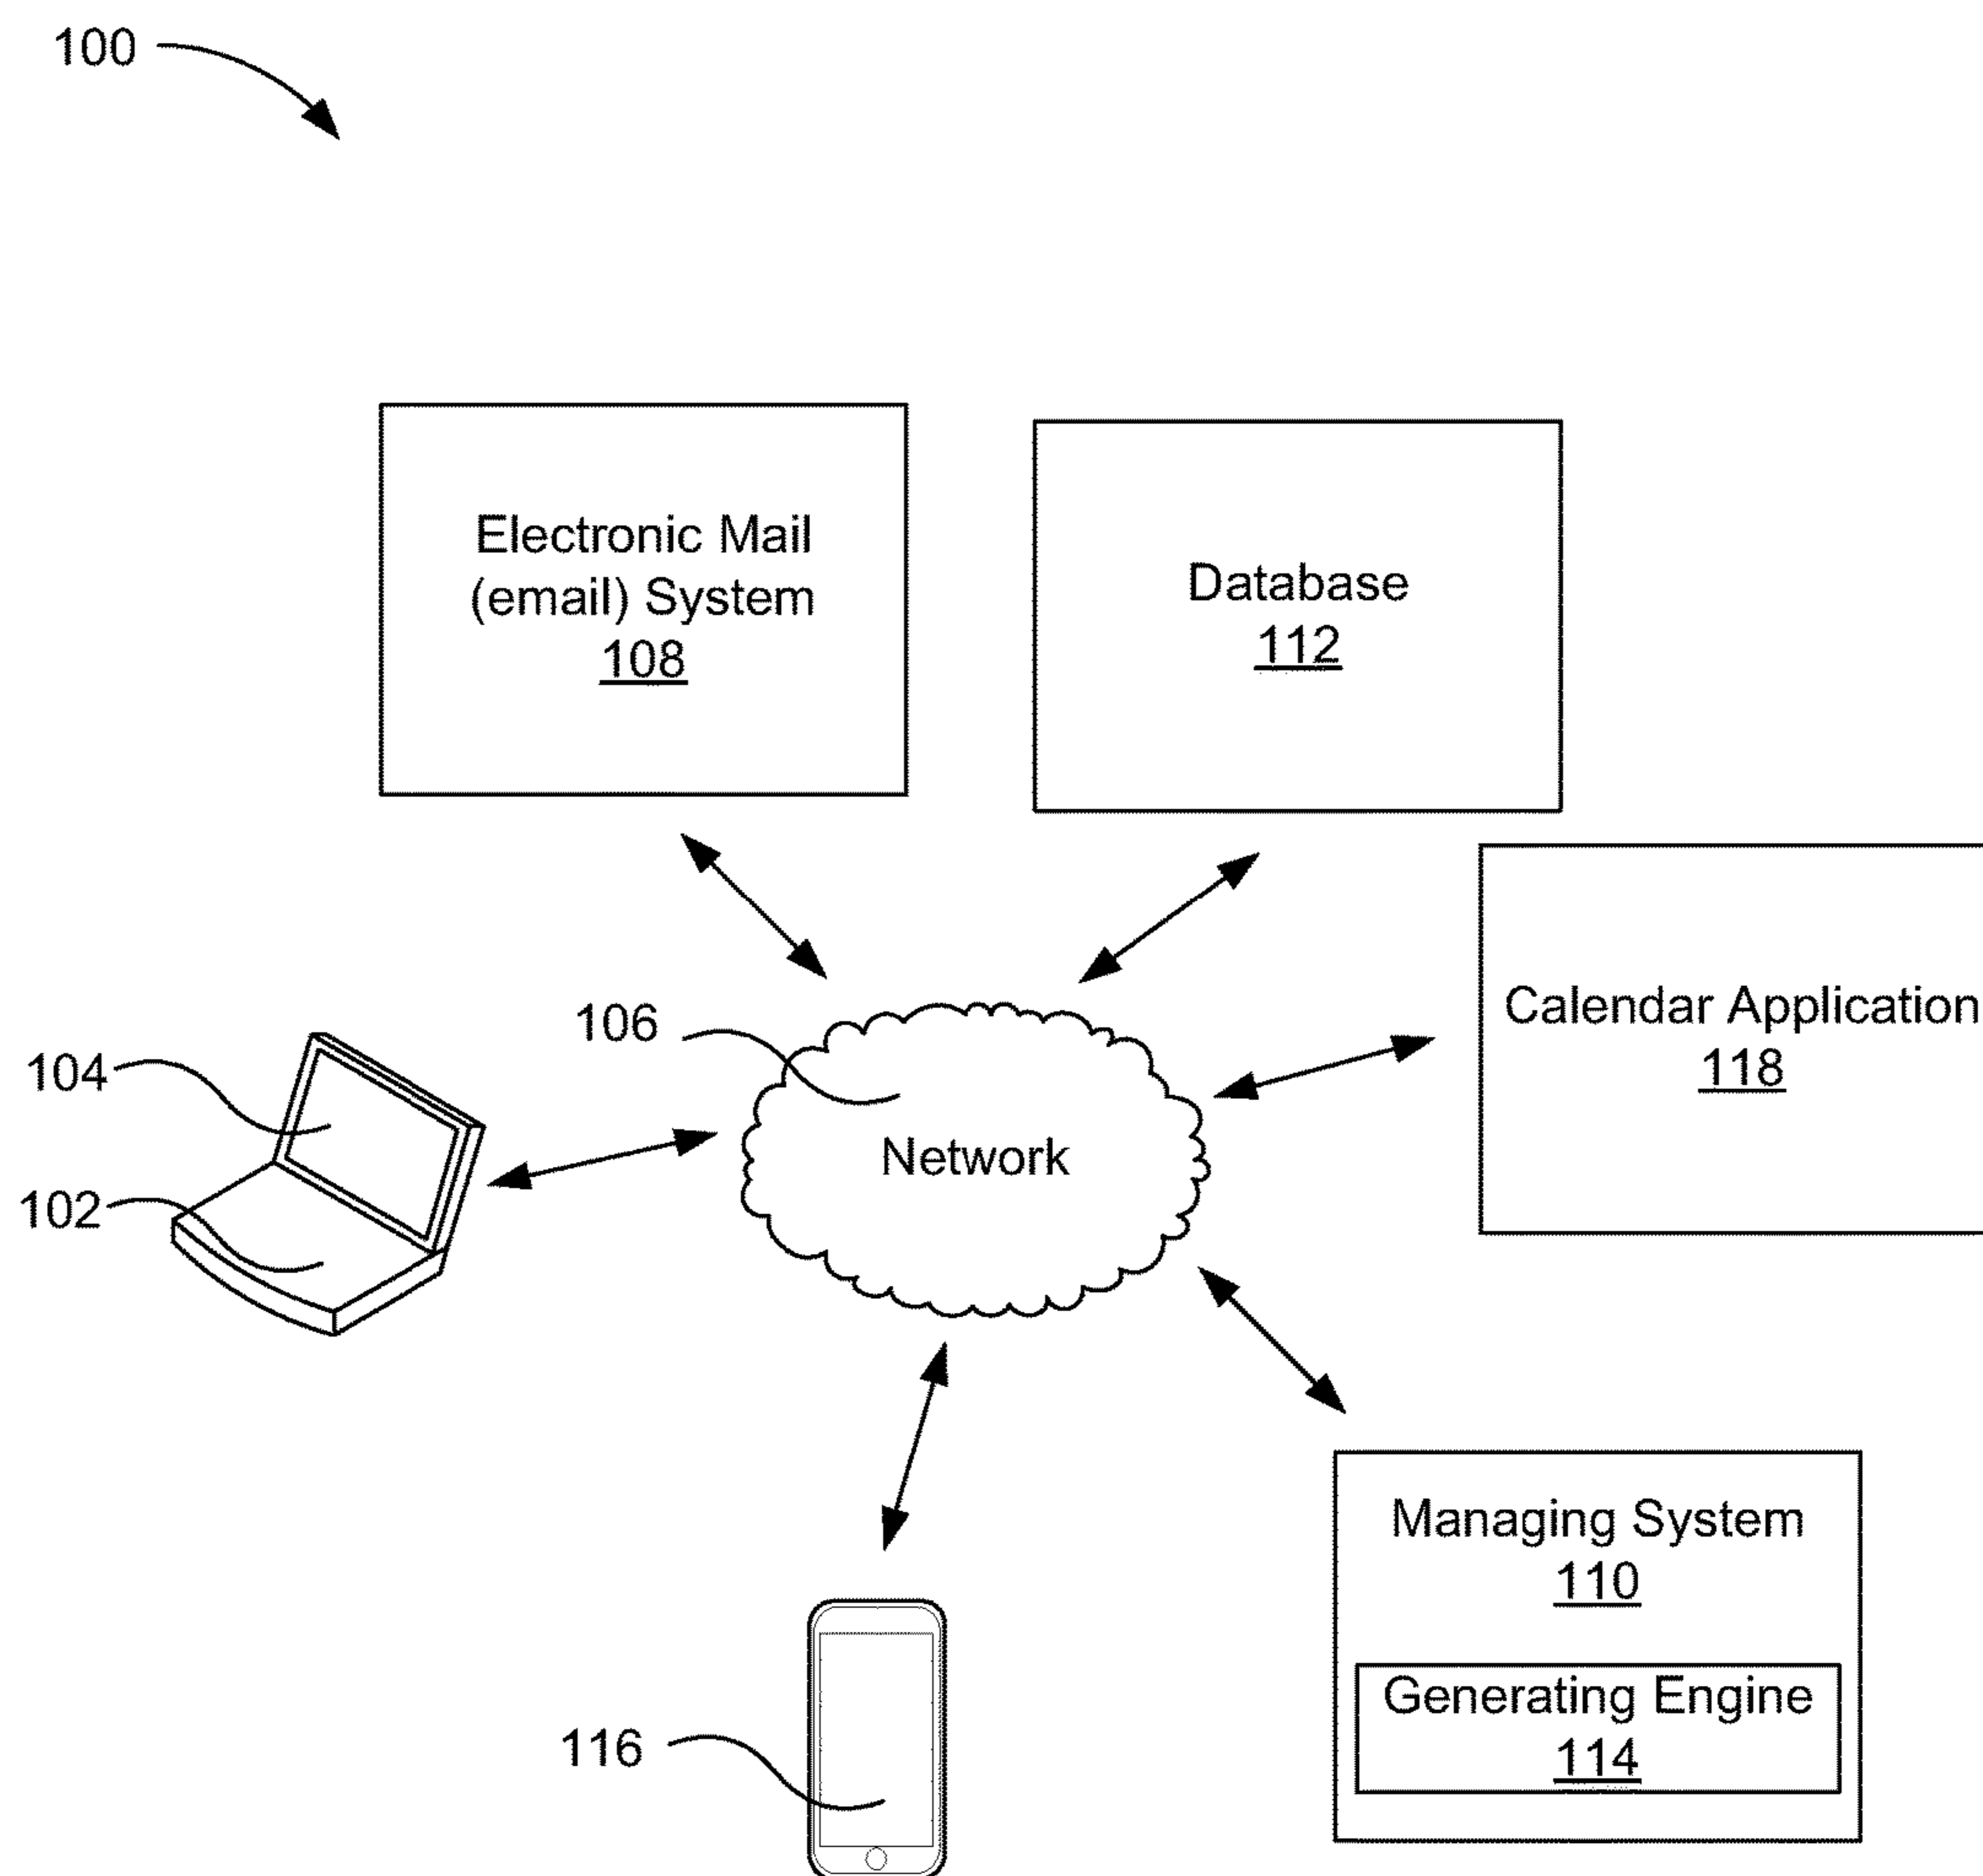 100
Electronic Mail
(email) System
108
Database
112
Calendar Application
118
106
Network
104
102
Managing System
110
Generating Engine
114
116